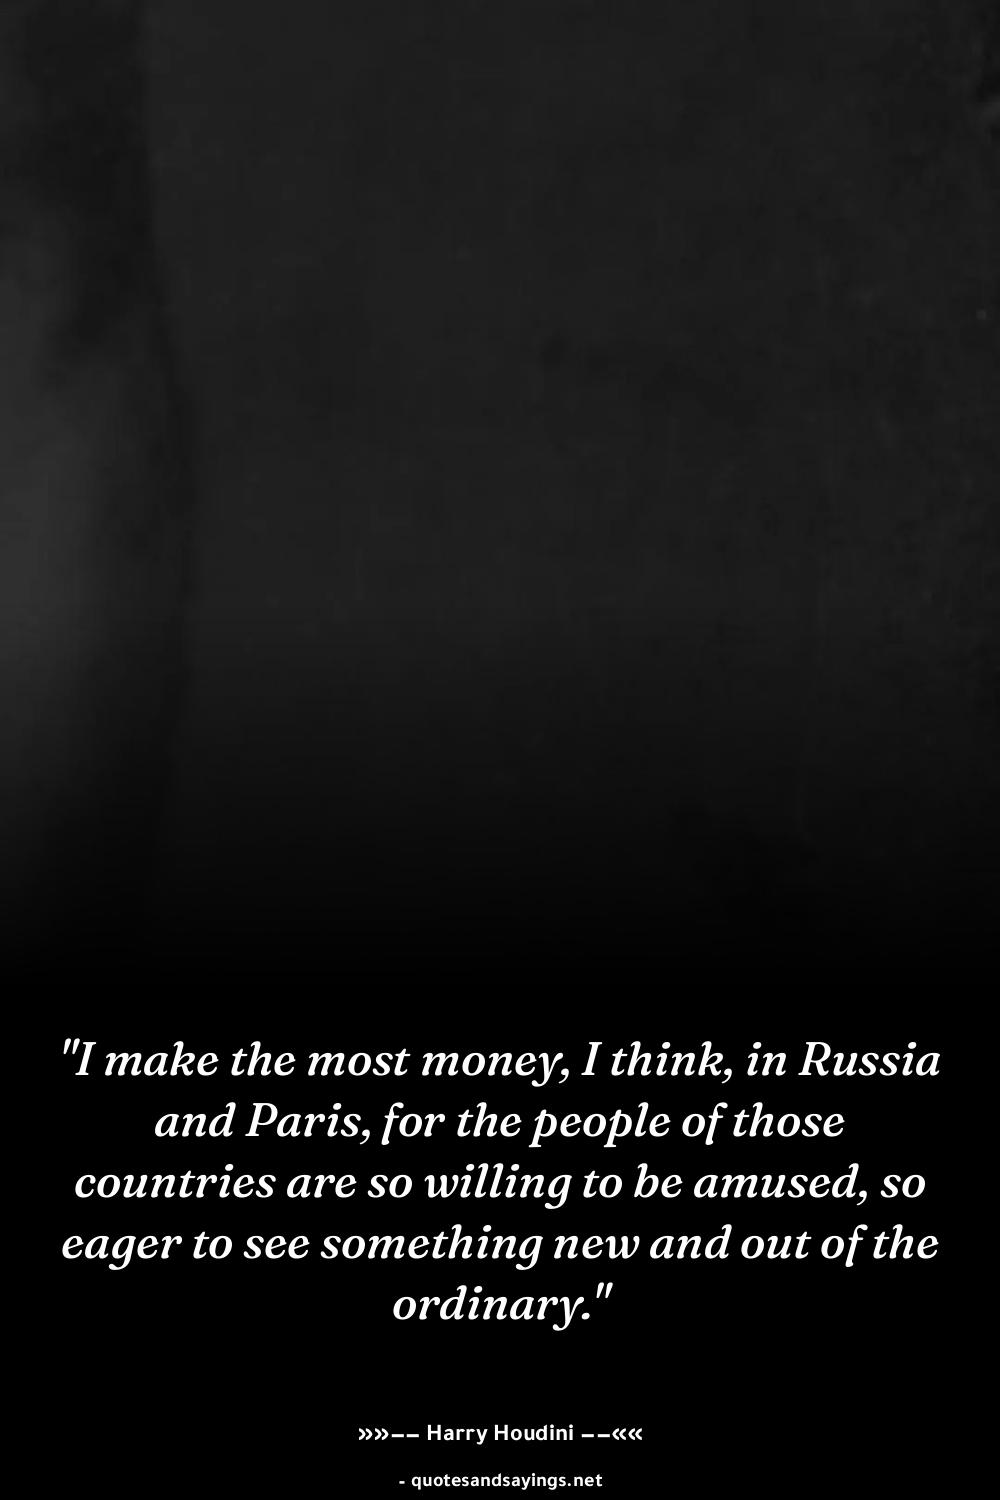 "I make the most money, I think, in Russia
and Paris, for the people of those
countries are so willing to be amused, so
eager to see something new and out of the
ordinary."
»»–– Harry Houdini ––««
- quotesandsayings.net